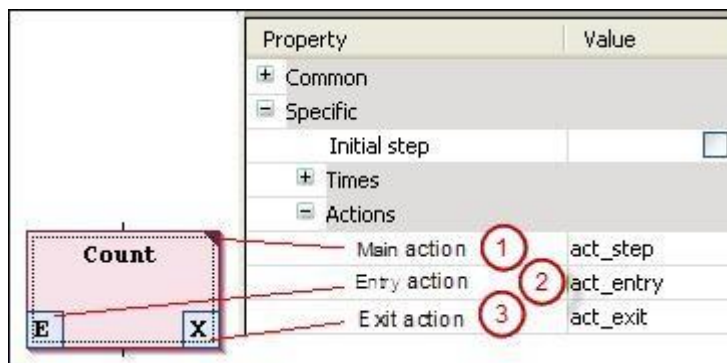 Property Value
Common
Specific
Initial step
Times
Actions
Count
Main action 1 act_step
Entry action 2 act_entry
E X Exit action 3 act_exit